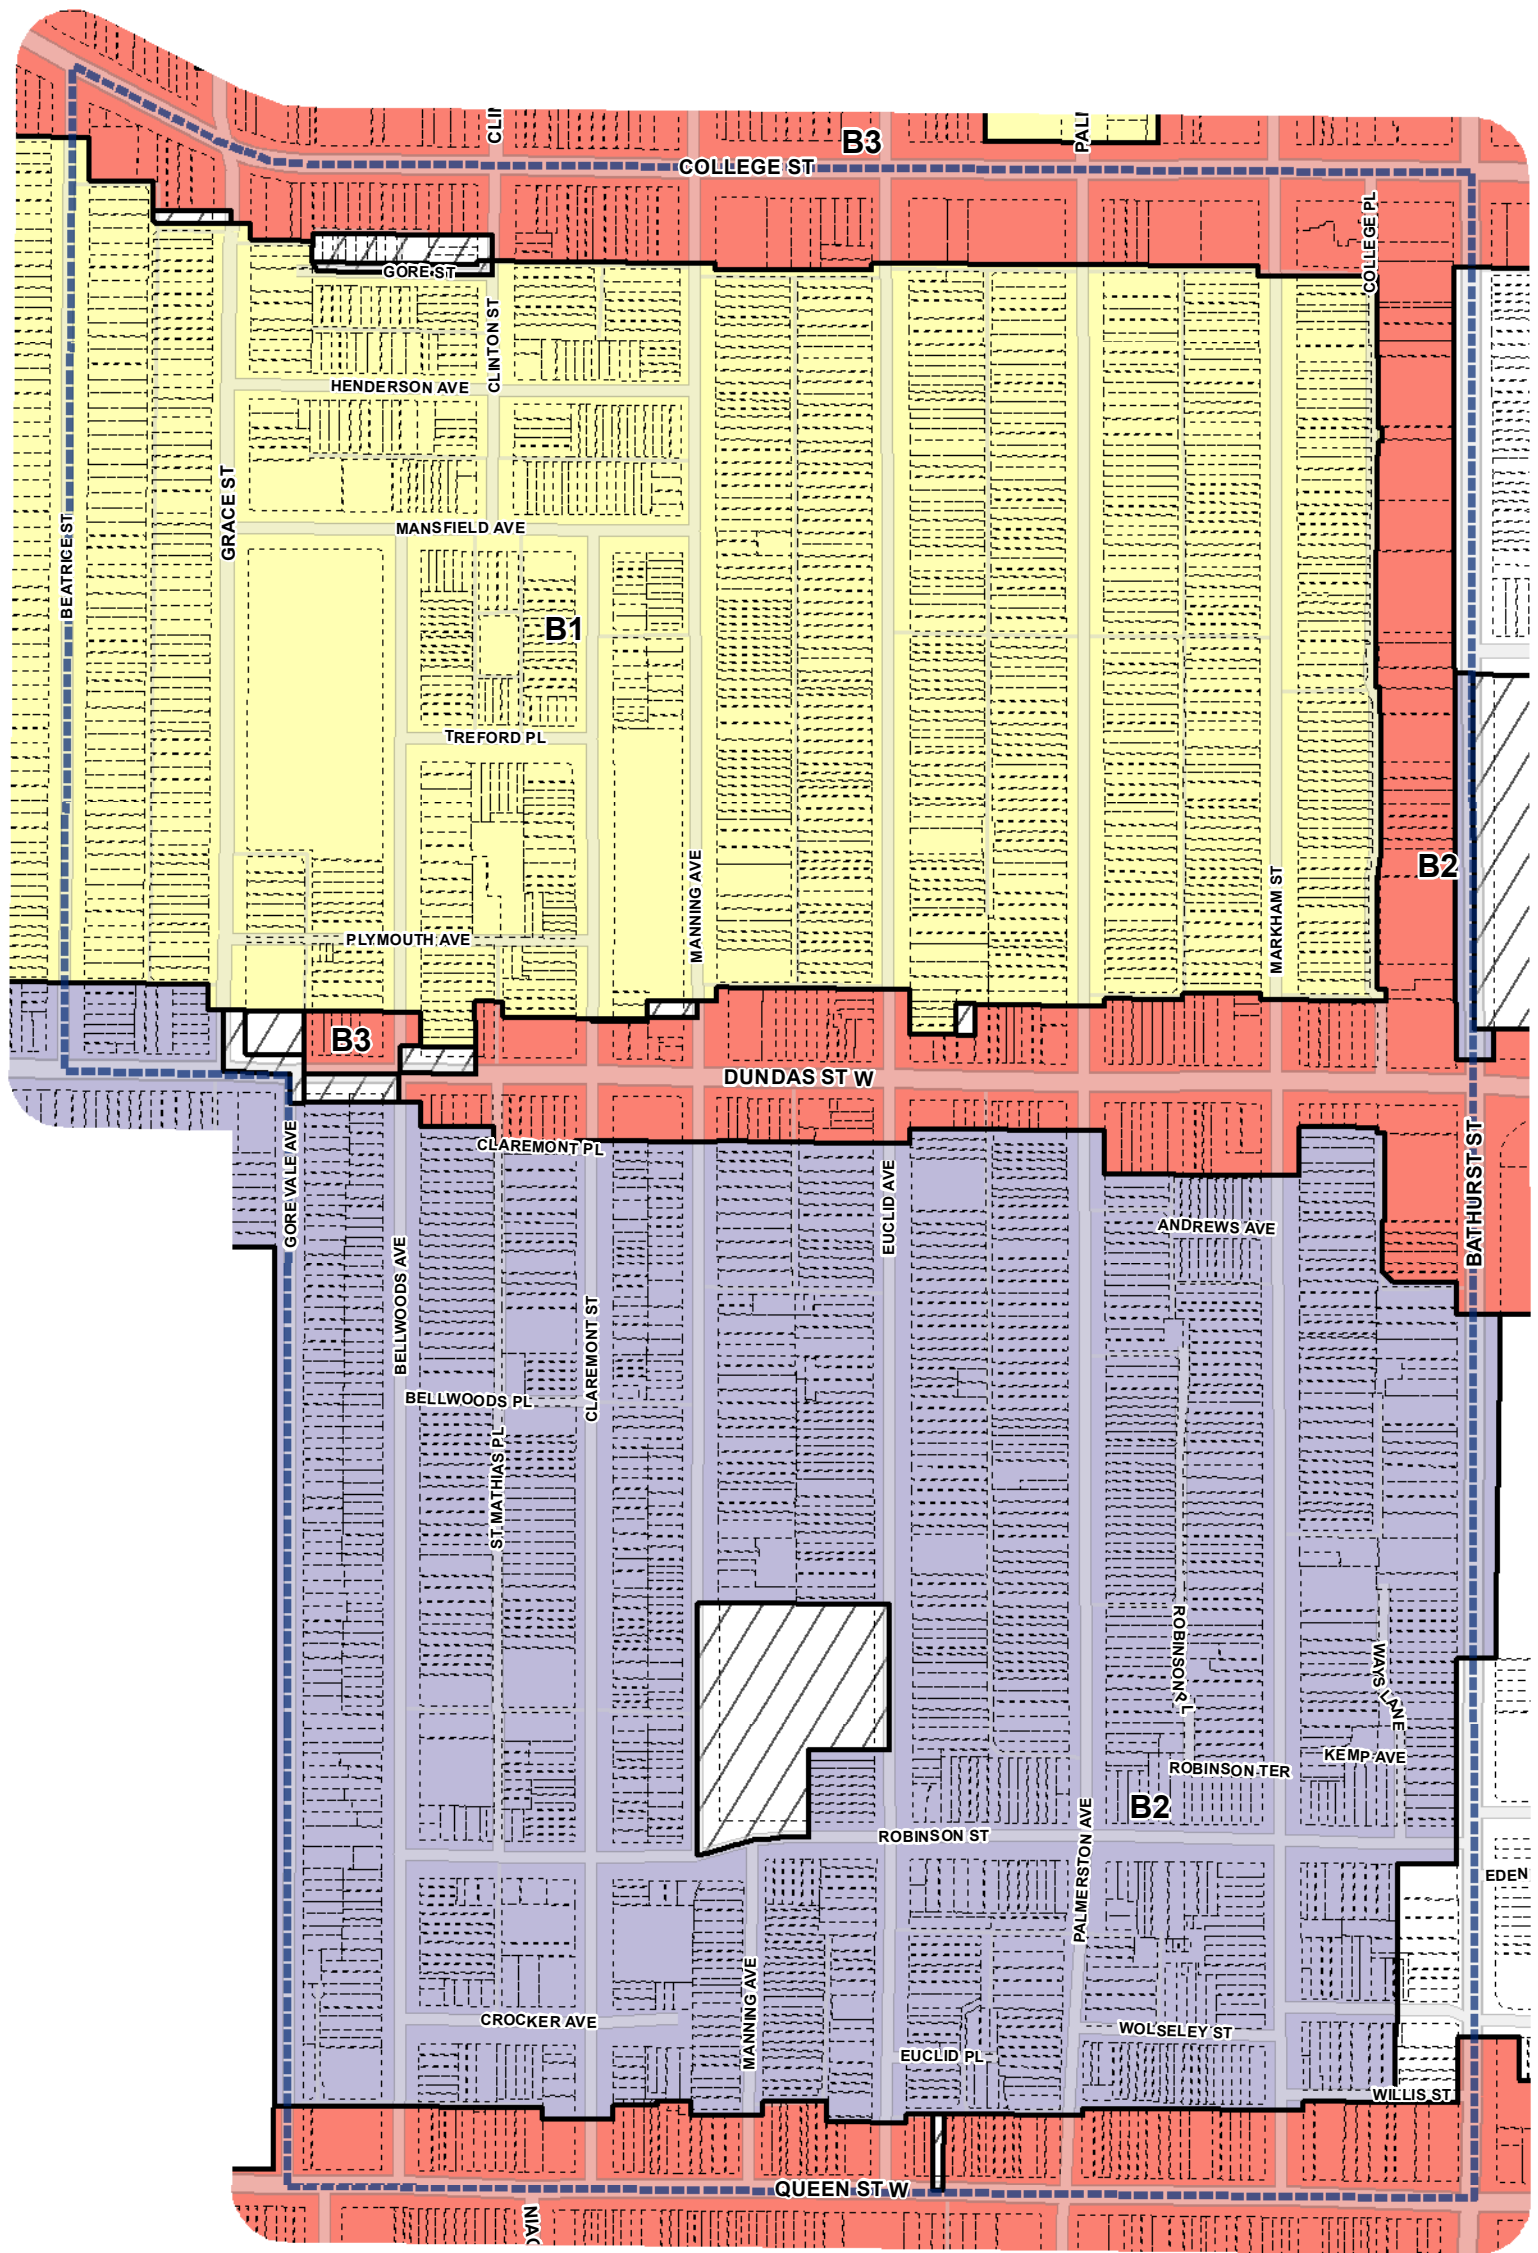 CLIN
PALM
B3
COLLEGE ST
COLLEGE PL
GORE ST
CLINTON ST
HENDERSON AVE
GRACE ST
BEATRICE ST
MANSFIELD AVE
B1
TREFORD PL
MANNING AVE
B2
MARKHAM ST
PLYMOUTH AVE
B3
DUNDAS ST W
GORE VALE AVE
CLAREMONT PL
EUCLID AVE
BATHURST ST
ANDREWS AVE
BELLWOODS AVE
CLAREMONT ST
BELLWOODS PL
ST. MATHIAS PL
ROBINSON PL
WAYS LANE
KEMP AVE
ROBINSON TER
B2
PALMERSTON AVE
ROBINSON ST
EDEN
MANNING AVE
CROCKER AVE
WOLSELEY ST
EUCLID PL
WILLIS ST
QUEEN ST W